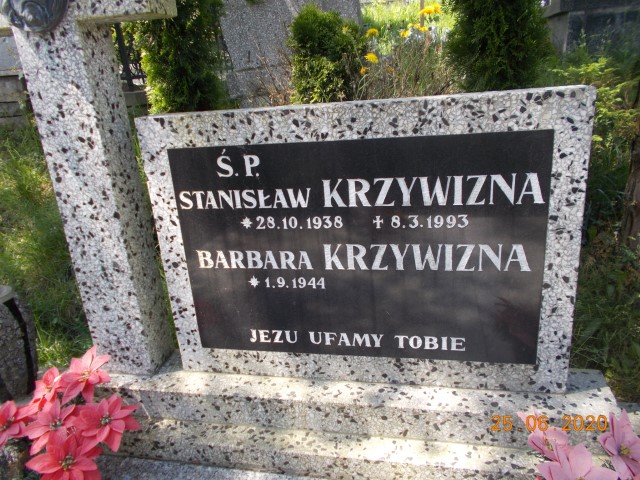 Ś.P.
STANISŁAW KRZYWIZNA
* 28.10.1938 ✝ 8.3.1993
BARBARA KRZYWIZNA
* 1.9.1944
JEZU UFAMY TOBIE
25 06 2020